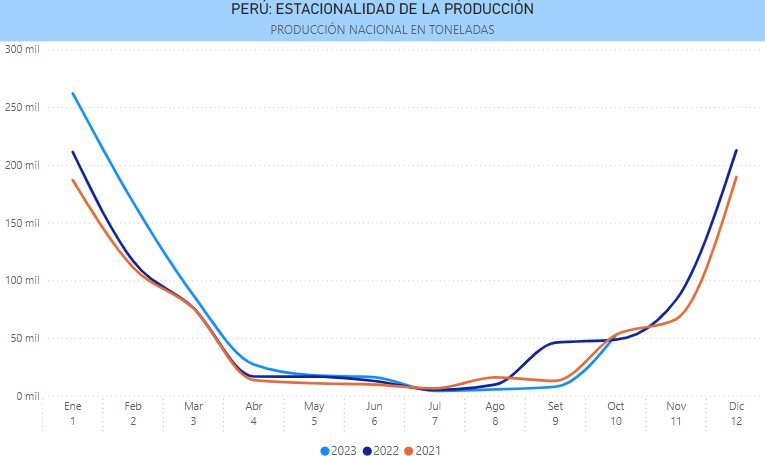 PERÚ: ESTACIONALIDAD DE LA PRODUCCIÓN
PRODUCCIÓN NACIONAL EN TONELADAS
300 mil
250 mil
200 mil
150 mil
100 mil
50 mil
0 mil
Ene Feb Mar Abr May Jun Jul Ago Set Oct Nov Dic
1 2 3 4 5 6 7 8 9 10 11 12
2023 2022 2021